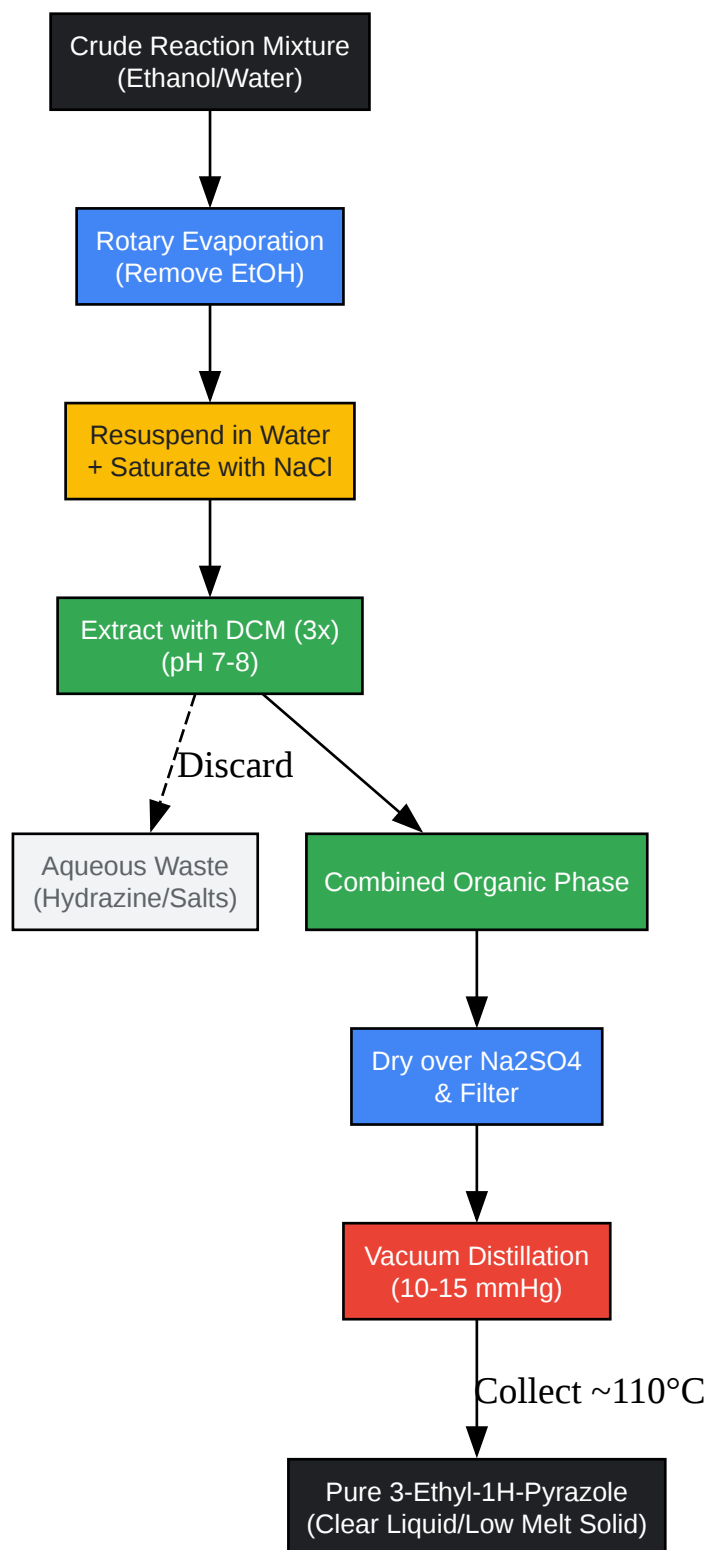 Crude Reaction Mixture
(Ethanol/Water)
Rotary Evaporation
(Remove EtOH)
Resuspend in Water
+ Saturate with NaCl
Extract with DCM (3x)
(pH 7-8)
Discard
Aqueous Waste
(Hydrazine/Salts)
Combined Organic Phase
Dry over Na2SO4
& Filter
Vacuum Distillation
(10-15 mmHg)
Collect ~110°C
Pure 3-Ethyl-1H-Pyrazole
(Clear Liquid/Low Melt Solid)